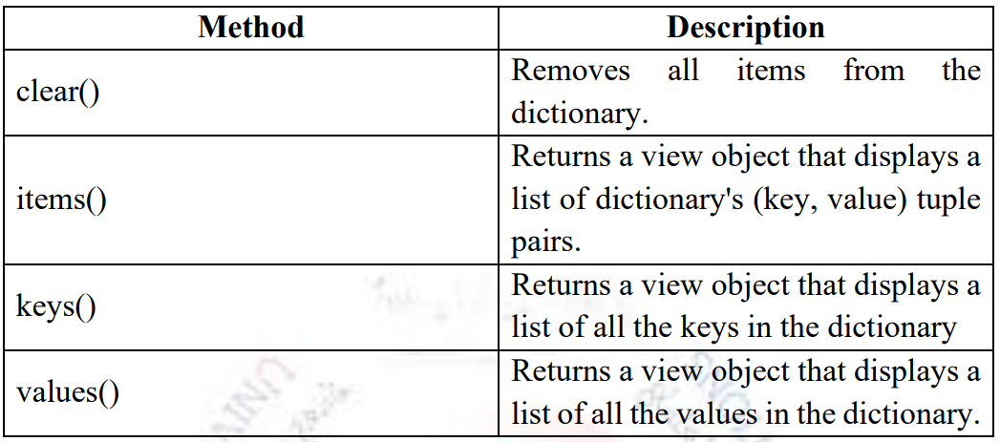 Method Description
clear()
Removes all items from the
dictionary.
items()
Returns a view object that displays a
list of dictionary's (key, value) tuple
pairs.
keys()
Returns a view object that displays a
list of all the keys in the dictionary
values()
Returns a view object that displays a
list of all the values in the dictionary.